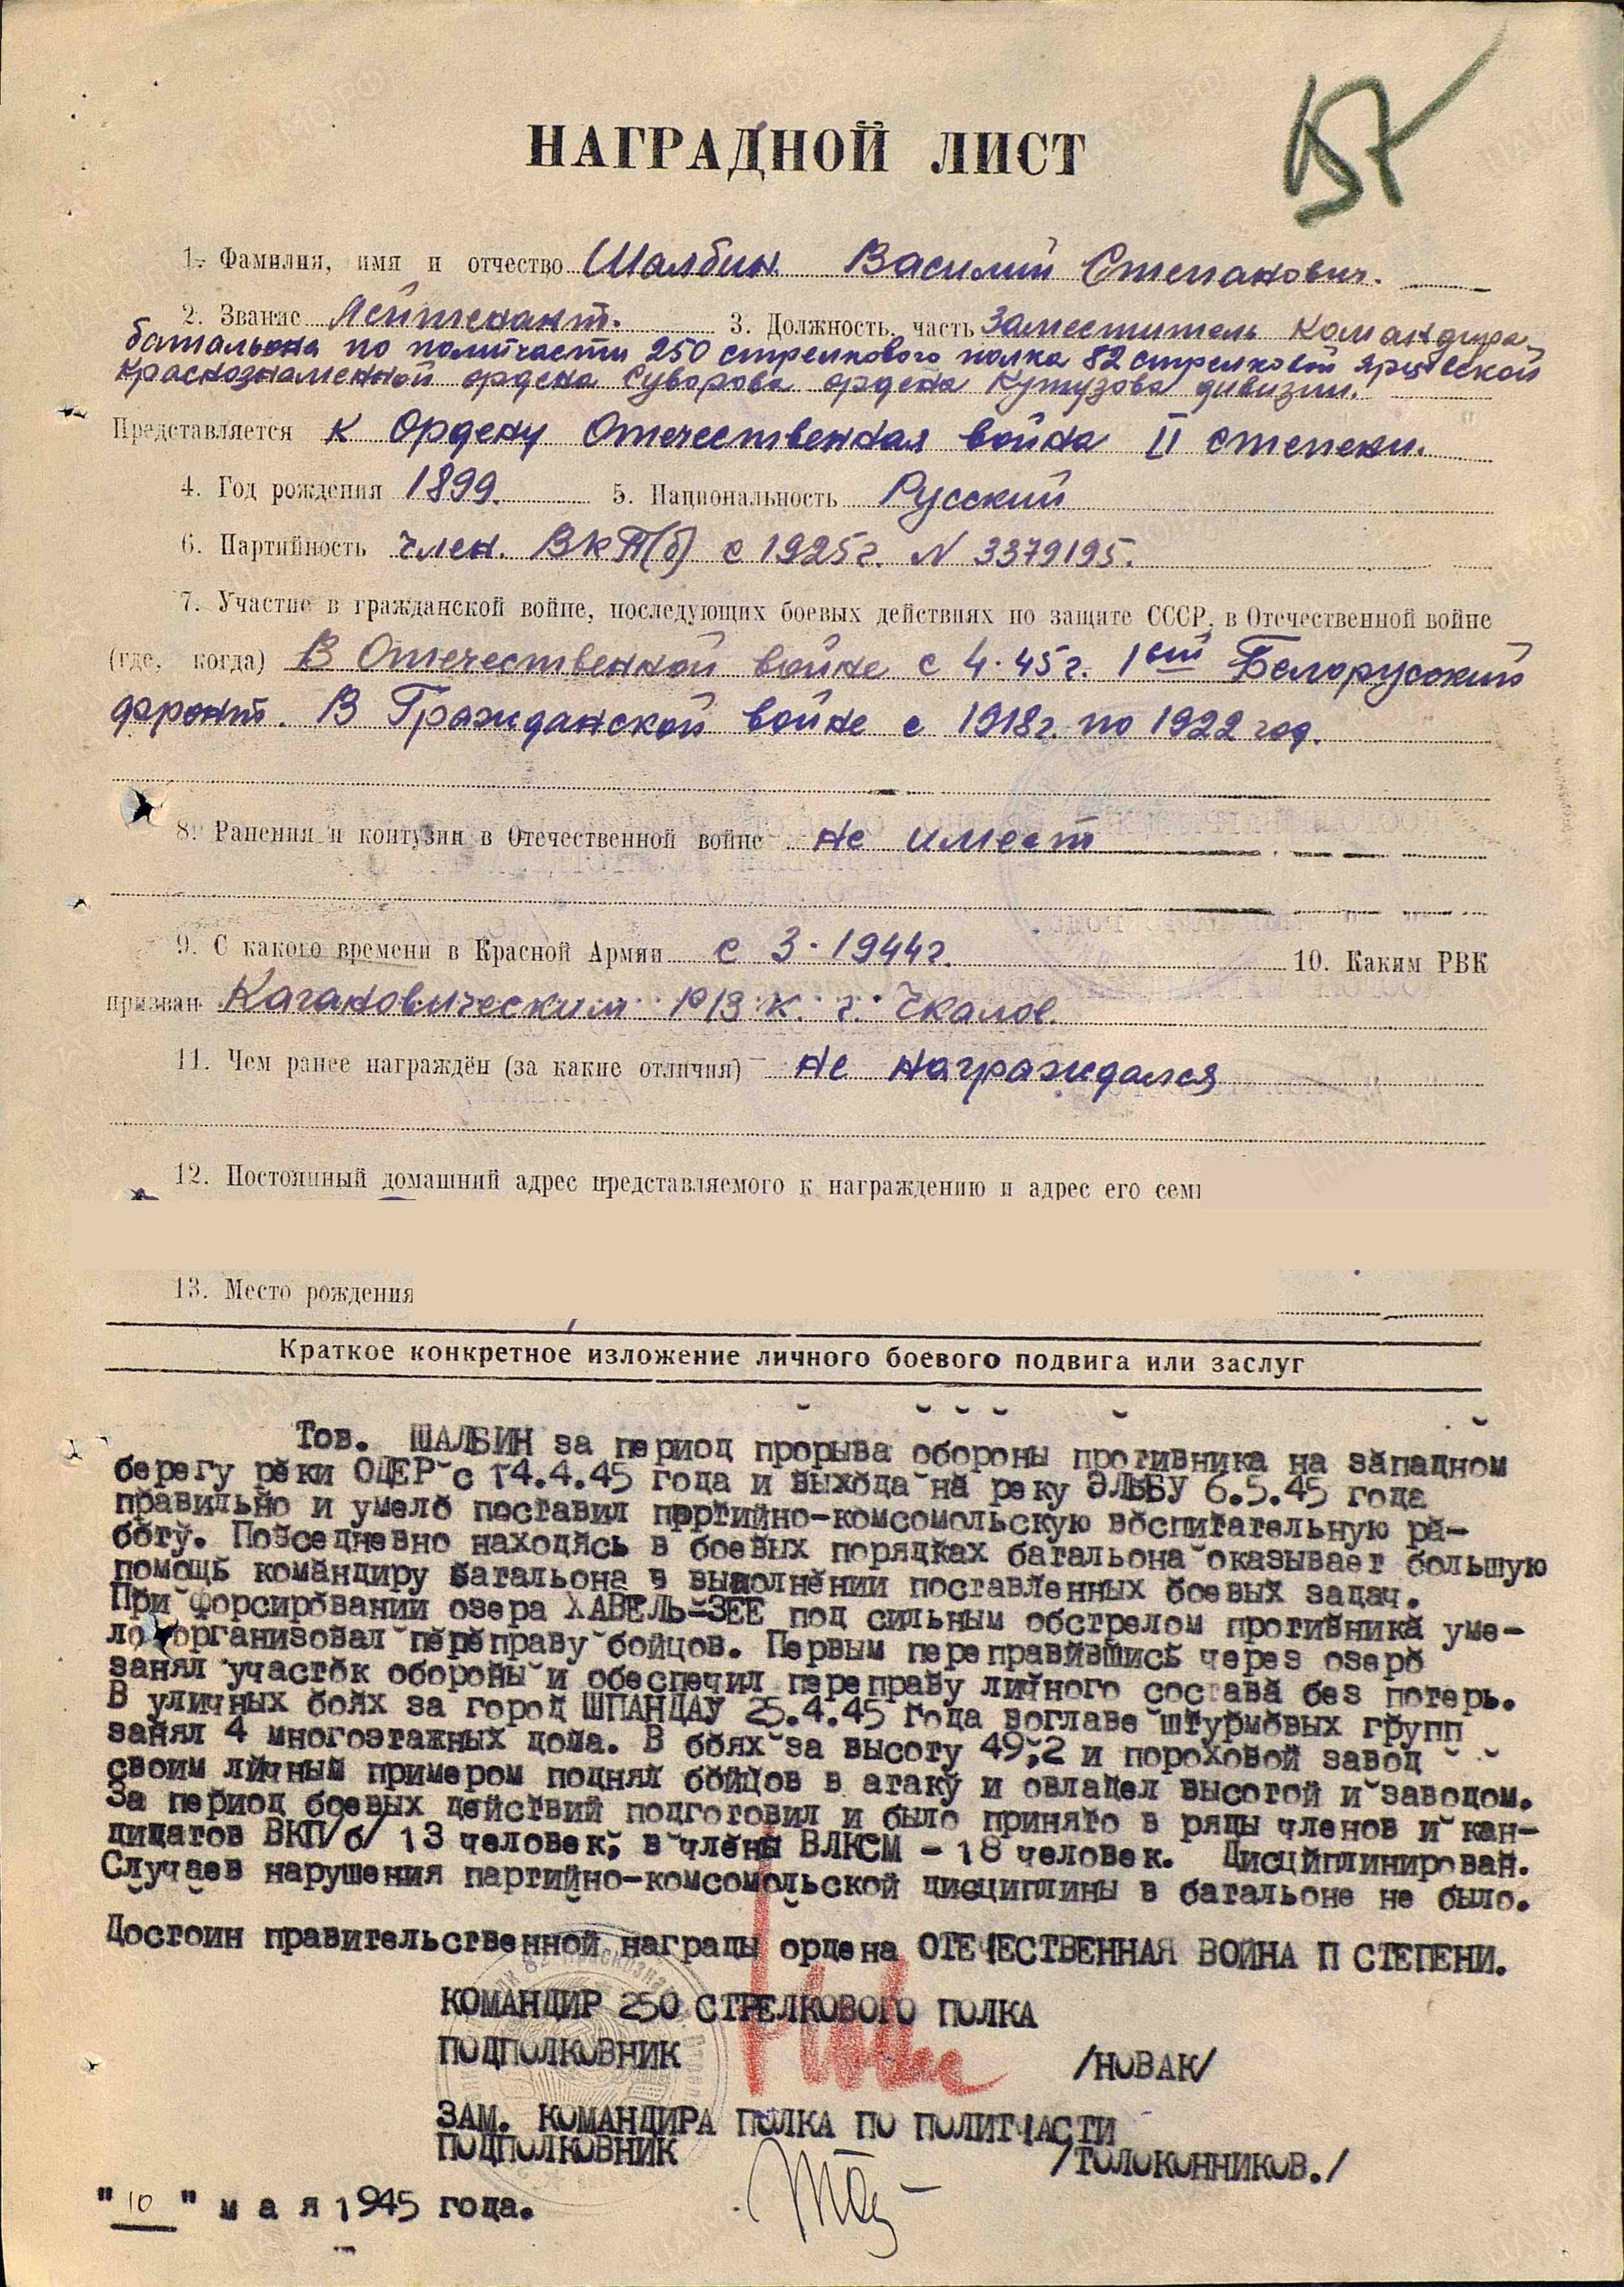 НАГРАДНОЙ ЛИСТ
157
1. Фамилия, имя и отчество Шалбин Василий Степанович.
2. Звание Лейтенант. 3. Должность, часть Заместитель командира
батальона по политчасти 250 стрелкового полка 82 стрелковой Ярцевской
Краснознаменной ордена Суворова ордена Кутузова дивизии.
Представляется к Ордену Отечественная война II степени.
4. Год рождения 1899. 5. Национальность Русский
6. Партийность член. ВКП(б) с 1925г. N 3379195.
7. Участие в гражданской войне, последующих боевых действиях по защите СССР, в Отечественной войне
(где, когда) В Отечественной войне с 4.45г. 1ый Белорусский
фронт. В Гражданской войне с 1918г. по 1922 год.
8. Ранения и контузии в Отечественной войне не имеет
9. С какого времени в Красной Армии с 3.1944г. 10. Каким РВК
призван Кагановическим РВК. г. Чкалов.
11. Чем ранее награждён (за какие отличия) не награждался
12. Постоянный домашний адрес представляемого к награждению и адрес его семь
13. Место рождения
Краткое конкретное изложение личного боевого подвига или заслуг
Тов. ШАЛБИН за период прорыва обороны противника на западном
берегу реки ОДЕР с 14.4.45 года и выхода на реку ЭЛЬБУ 6.5.45 года
правильно и умело поставил партийно-комсомольскую воспитательную ра-
боту. Повседневно находясь в боевых порядках батальона оказывает большую
помощь командиру батальона в выполнении поставленных боевых задач.
При форсировании озера ХАВЕЛЬ-ЗЕЕ под сильным обстрелом противника уме-
ло организовал переправу бойцов. Первым переправившись через озеро
занял участок обороны и обеспечил переправу личного состава без потерь.
В уличных боях за город ШПАНДАУ 25.4.45 года воглаве штурмовых групп
занял 4 многоэтажных дома. В боях за высоту 49,2 и пороховой завод
своим личным примером поднял бойцов в атаку и овладел высотой и заводом.
За период боевых действий подготовил и было принято в ряды членов и кан-
дидатов ВКП/б/ 13 человек, в члены ВЛКСМ - 18 человек. Дисциплинирован.
Случаев нарушения партийно-комсомольской дисциплины в батальоне не было.
Достоин правительственной награды ордена ОТЕЧЕСТВЕННАЯ ВОЙНА П СТЕПЕНИ.
КОМАНДИР 250 СТРЕЛКОВОГО ПОЛКА
ПОДПОЛКОВНИК /НОВАК/
ЗАМ. КОМАНДИРА ПОЛКА ПО ПОЛИТЧАСТИ
ПОДПОЛКОВНИК /ТОЛОКОННИКОВ./
"10" мая 1945 года.